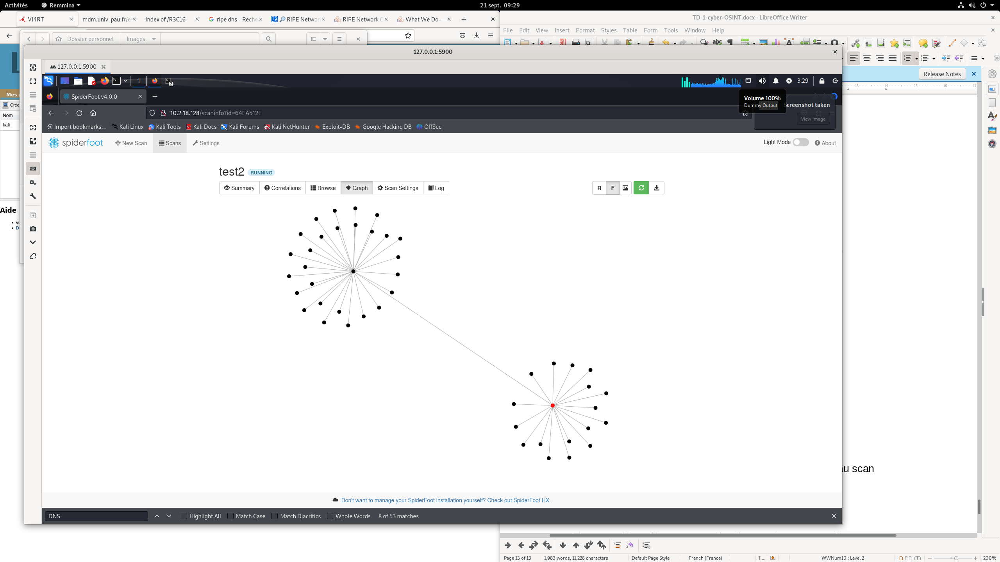 Activités
Remmina
21 sept. 09:29
VI4RT
mdm.univ-pau.fr/e
Index of /R3C16
ripe dns - Reche
RIPE Networ
RIPE Network C
What We Do —
TD-1-cyber-OSINT.docx - LibreOffice Writer
File Edit View Insert Format Styles Table Form Tools Window Help
Dossier personnel
Images
Release Notes
127.0.0.1:5900
127.0.0.1:5900
1
2
3:29
SpiderFoot v4.0.0
Volume 100%
Dummy Output
Screenshot taken
View image
10.2.18.128/scaninfo?id=64FA512E
Import bookmarks...
Kali Linux
Kali Tools
Kali Docs
Kali Forums
Kali NetHunter
Exploit-DB
Google Hacking DB
OffSec
Mes
Crée
Nom
kali
Aide
spiderfoot
New Scan
Scans
Settings
Light Mode
About
test2 RUNNING
Summary
Correlations
Browse
Graph
Scan Settings
Log
R
F
13 14 15 16 17
au scan
Don't want to manage your SpiderFoot installation yourself? Check out SpiderFoot HX.
DNS
Highlight All
Match Case
Match Diacritics
Whole Words
8 of 53 matches
Page 13 of 13
1,983 words, 11,228 characters
Default Page Style
French (France)
WWNum10 : Level 2
200%